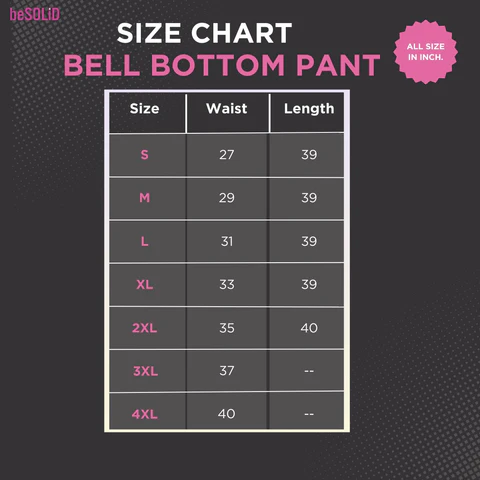 beSOLiD
SIZE CHART
BELL BOTTOM PANT
ALL SIZE
IN INCH.
Size Waist Length
S 27 39
M 29 39
L 31 39
XL 33 39
2XL 35 40
3XL 37 --
4XL 40 --